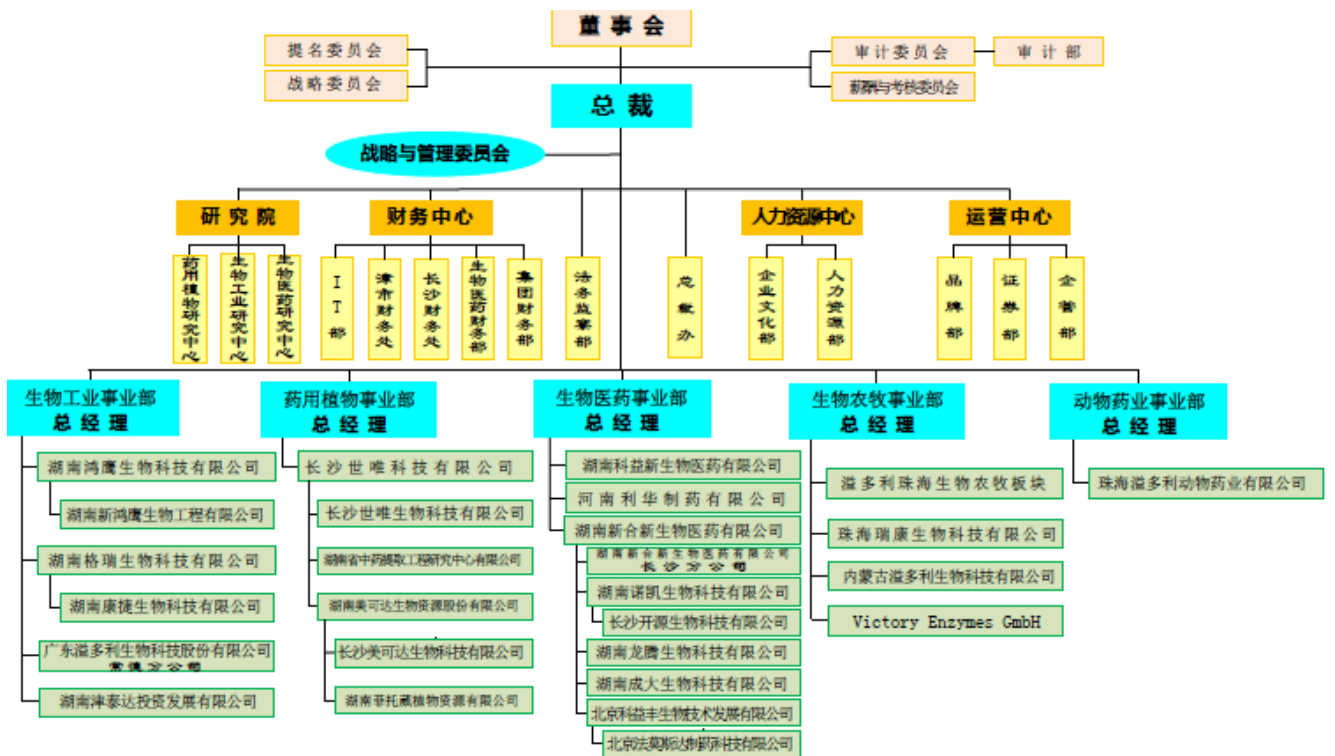 董事会
提名委员会
战略委员会
审计委员会
审计部
薪酬与考核委员会
总裁
战略与管理委员会
研究院
财务中心
人力资源中心
运营中心
药用植物研究中心
生物工业研究中心
生物医药研究中心
IT部
津市财务处
长沙财务处
生物医药财务部
集团财务部
法务监察部
总裁办
企业文化部
人力资源部
品牌部
证券部
企管部
生物工业事业部
总经理
湖南鸿鹰生物科技有限公司
湖南新鸿鹰生物工程有限公司
湖南格瑞生物科技有限公司
湖南康捷生物科技有限公司
广东溢多利生物科技股份有限公司
常德分公司
湖南津泰达投资发展有限公司
药用植物事业部
总经理
长沙世唯科技有限公司
长沙世唯生物科技有限公司
湖南省中药提取工程研究中心有限公司
湖南美可达生物资源股份有限公司
长沙美可达生物科技有限公司
湖南菲托葳植物资源有限公司
生物医药事业部
总经理
湖南科益新生物医药有限公司
河南利华制药有限公司
湖南新合新生物医药有限公司
湖南新合新生物医药有限公司
长沙分公司
湖南诺凯生物科技有限公司
长沙开源生物科技有限公司
湖南龙腾生物科技有限公司
湖南成大生物科技有限公司
北京科益丰生物技术发展有限公司
北京法莫斯达制药科技有限公司
生物农牧事业部
总经理
溢多利珠海生物农牧板块
珠海瑞康生物科技有限公司
内蒙古溢多利生物科技有限公司
Victory Enzymes GmbH
动物药业事业部
总经理
珠海溢多利动物药业有限公司